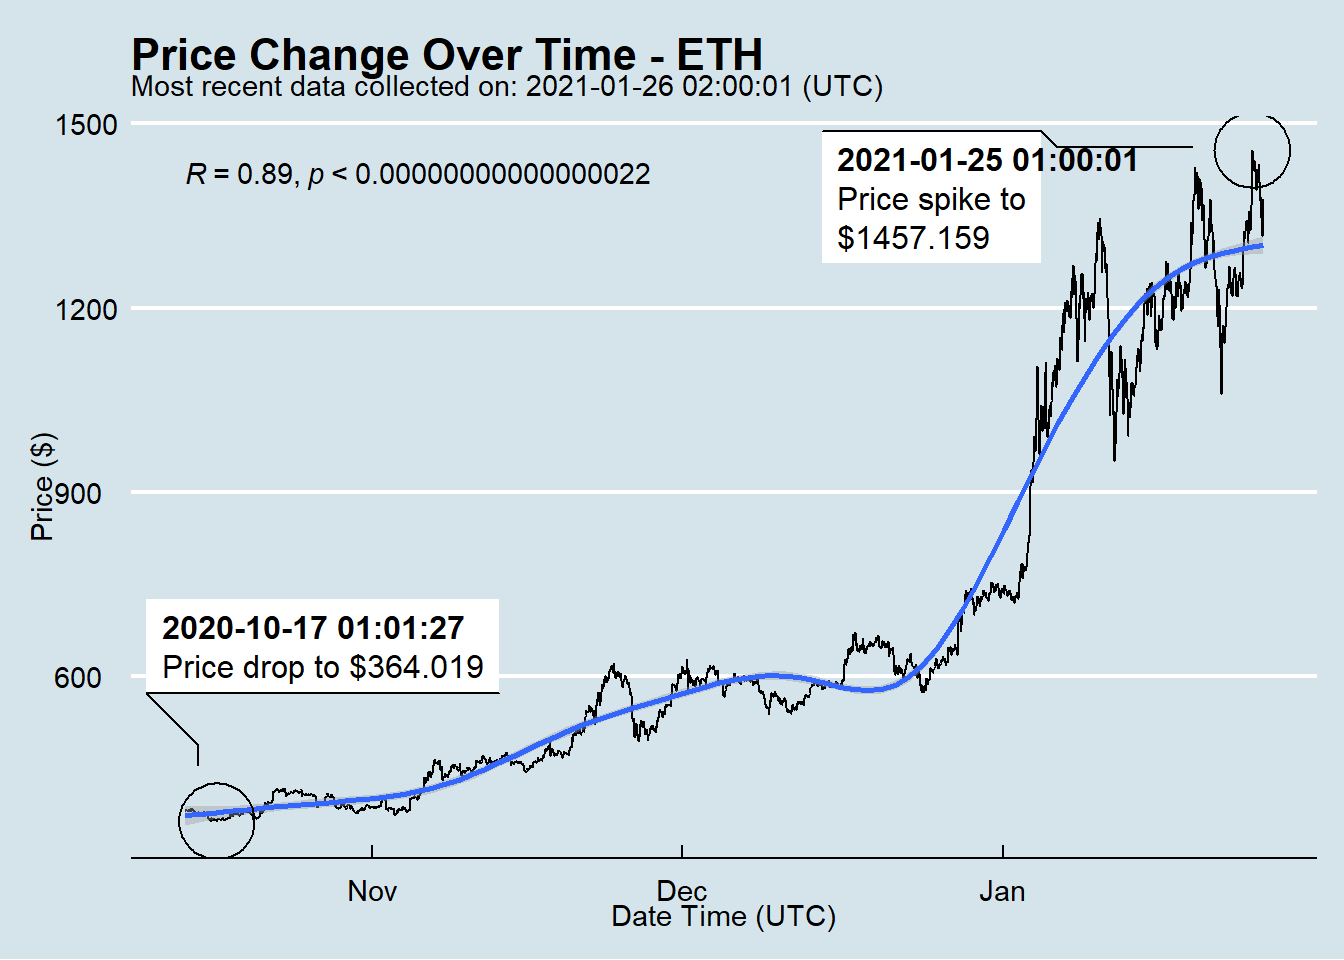 Price Change Over Time - ETH
Most recent data collected on: 2021-01-26 02:00:01 (UTC)
1500
R = 0.89, p < 0.00000000000000022
2021-01-25 01:00:01
Price spike to
$1457.159
1200
Price ($)
900
2020-10-17 01:01:27
Price drop to $364.019
600
Nov
Dec
Jan
Date Time (UTC)